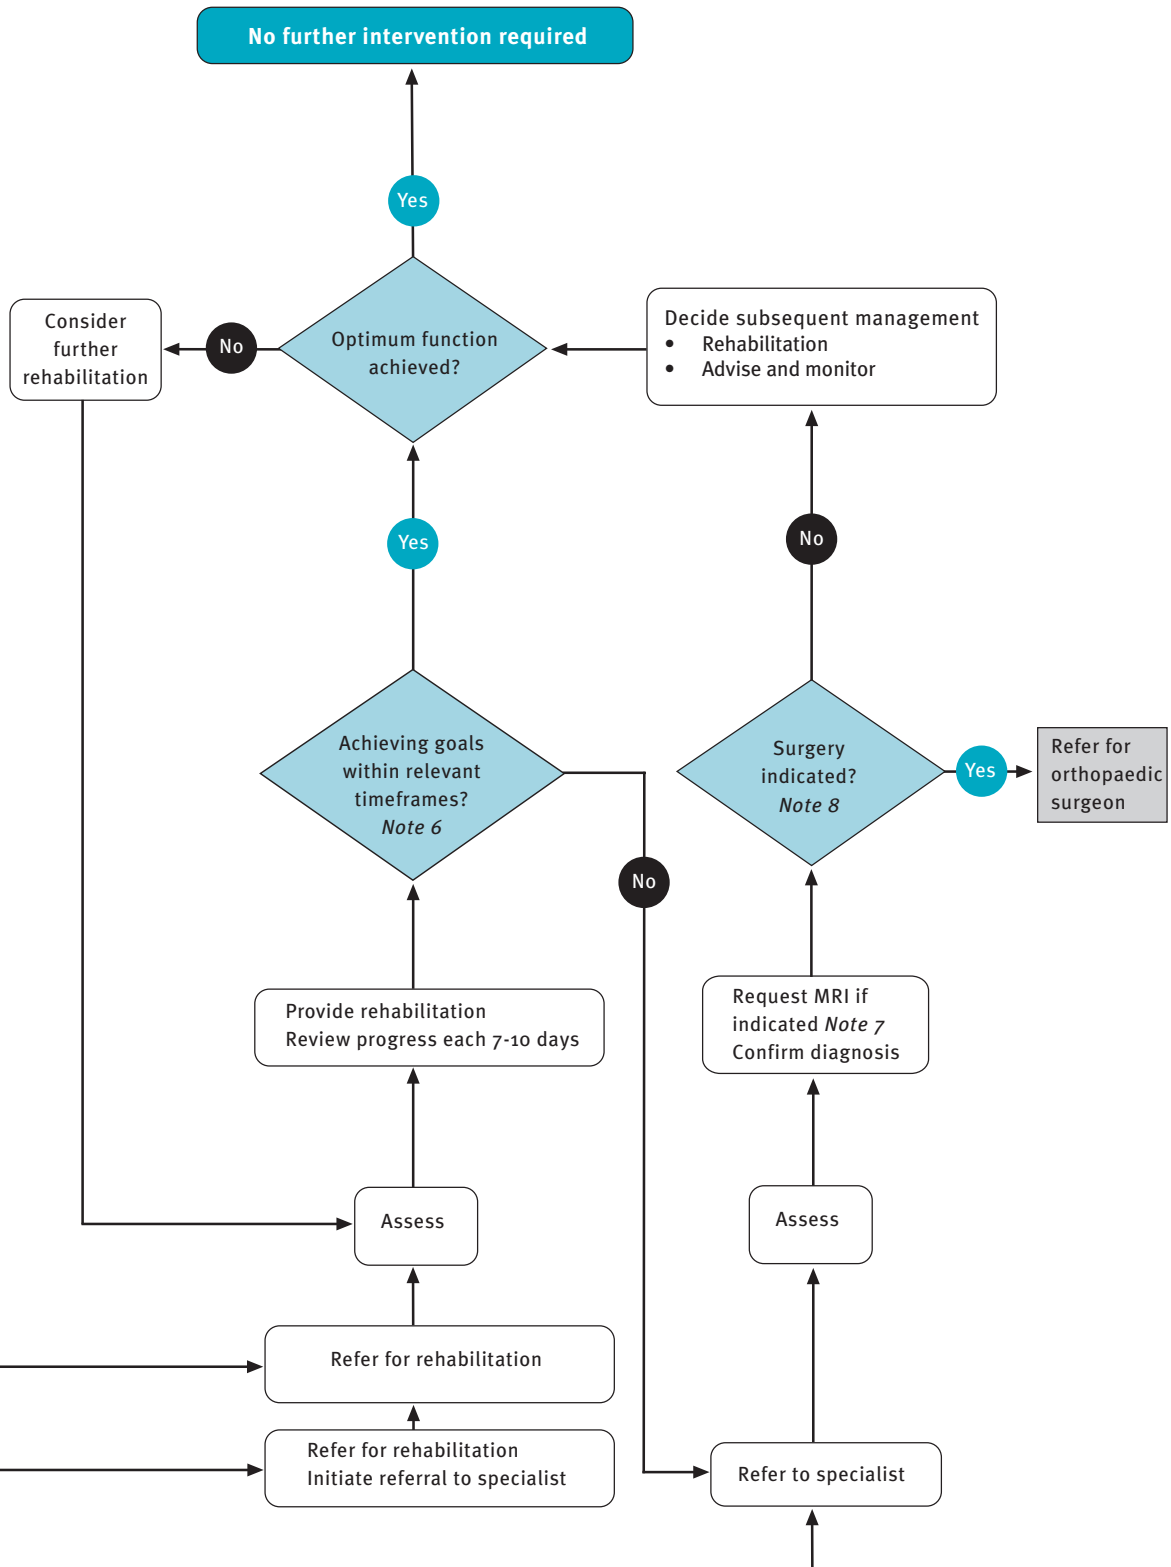 No further intervention required
Yes
Consider
further
rehabilitation
No
Optimum function
achieved?
Decide subsequent management
• Rehabilitation
• Advise and monitor
Yes
No
Achieving goals
within relevant
timeframes?
Note 6
Surgery
indicated?
Note 8
Yes
Refer for
orthopaedic
surgeon
No
Provide rehabilitation
Review progress each 7-10 days
Request MRI if
indicated Note 7
Confirm diagnosis
Assess
Assess
Refer for rehabilitation
Refer for rehabilitation
Initiate referral to specialist
Refer to specialist